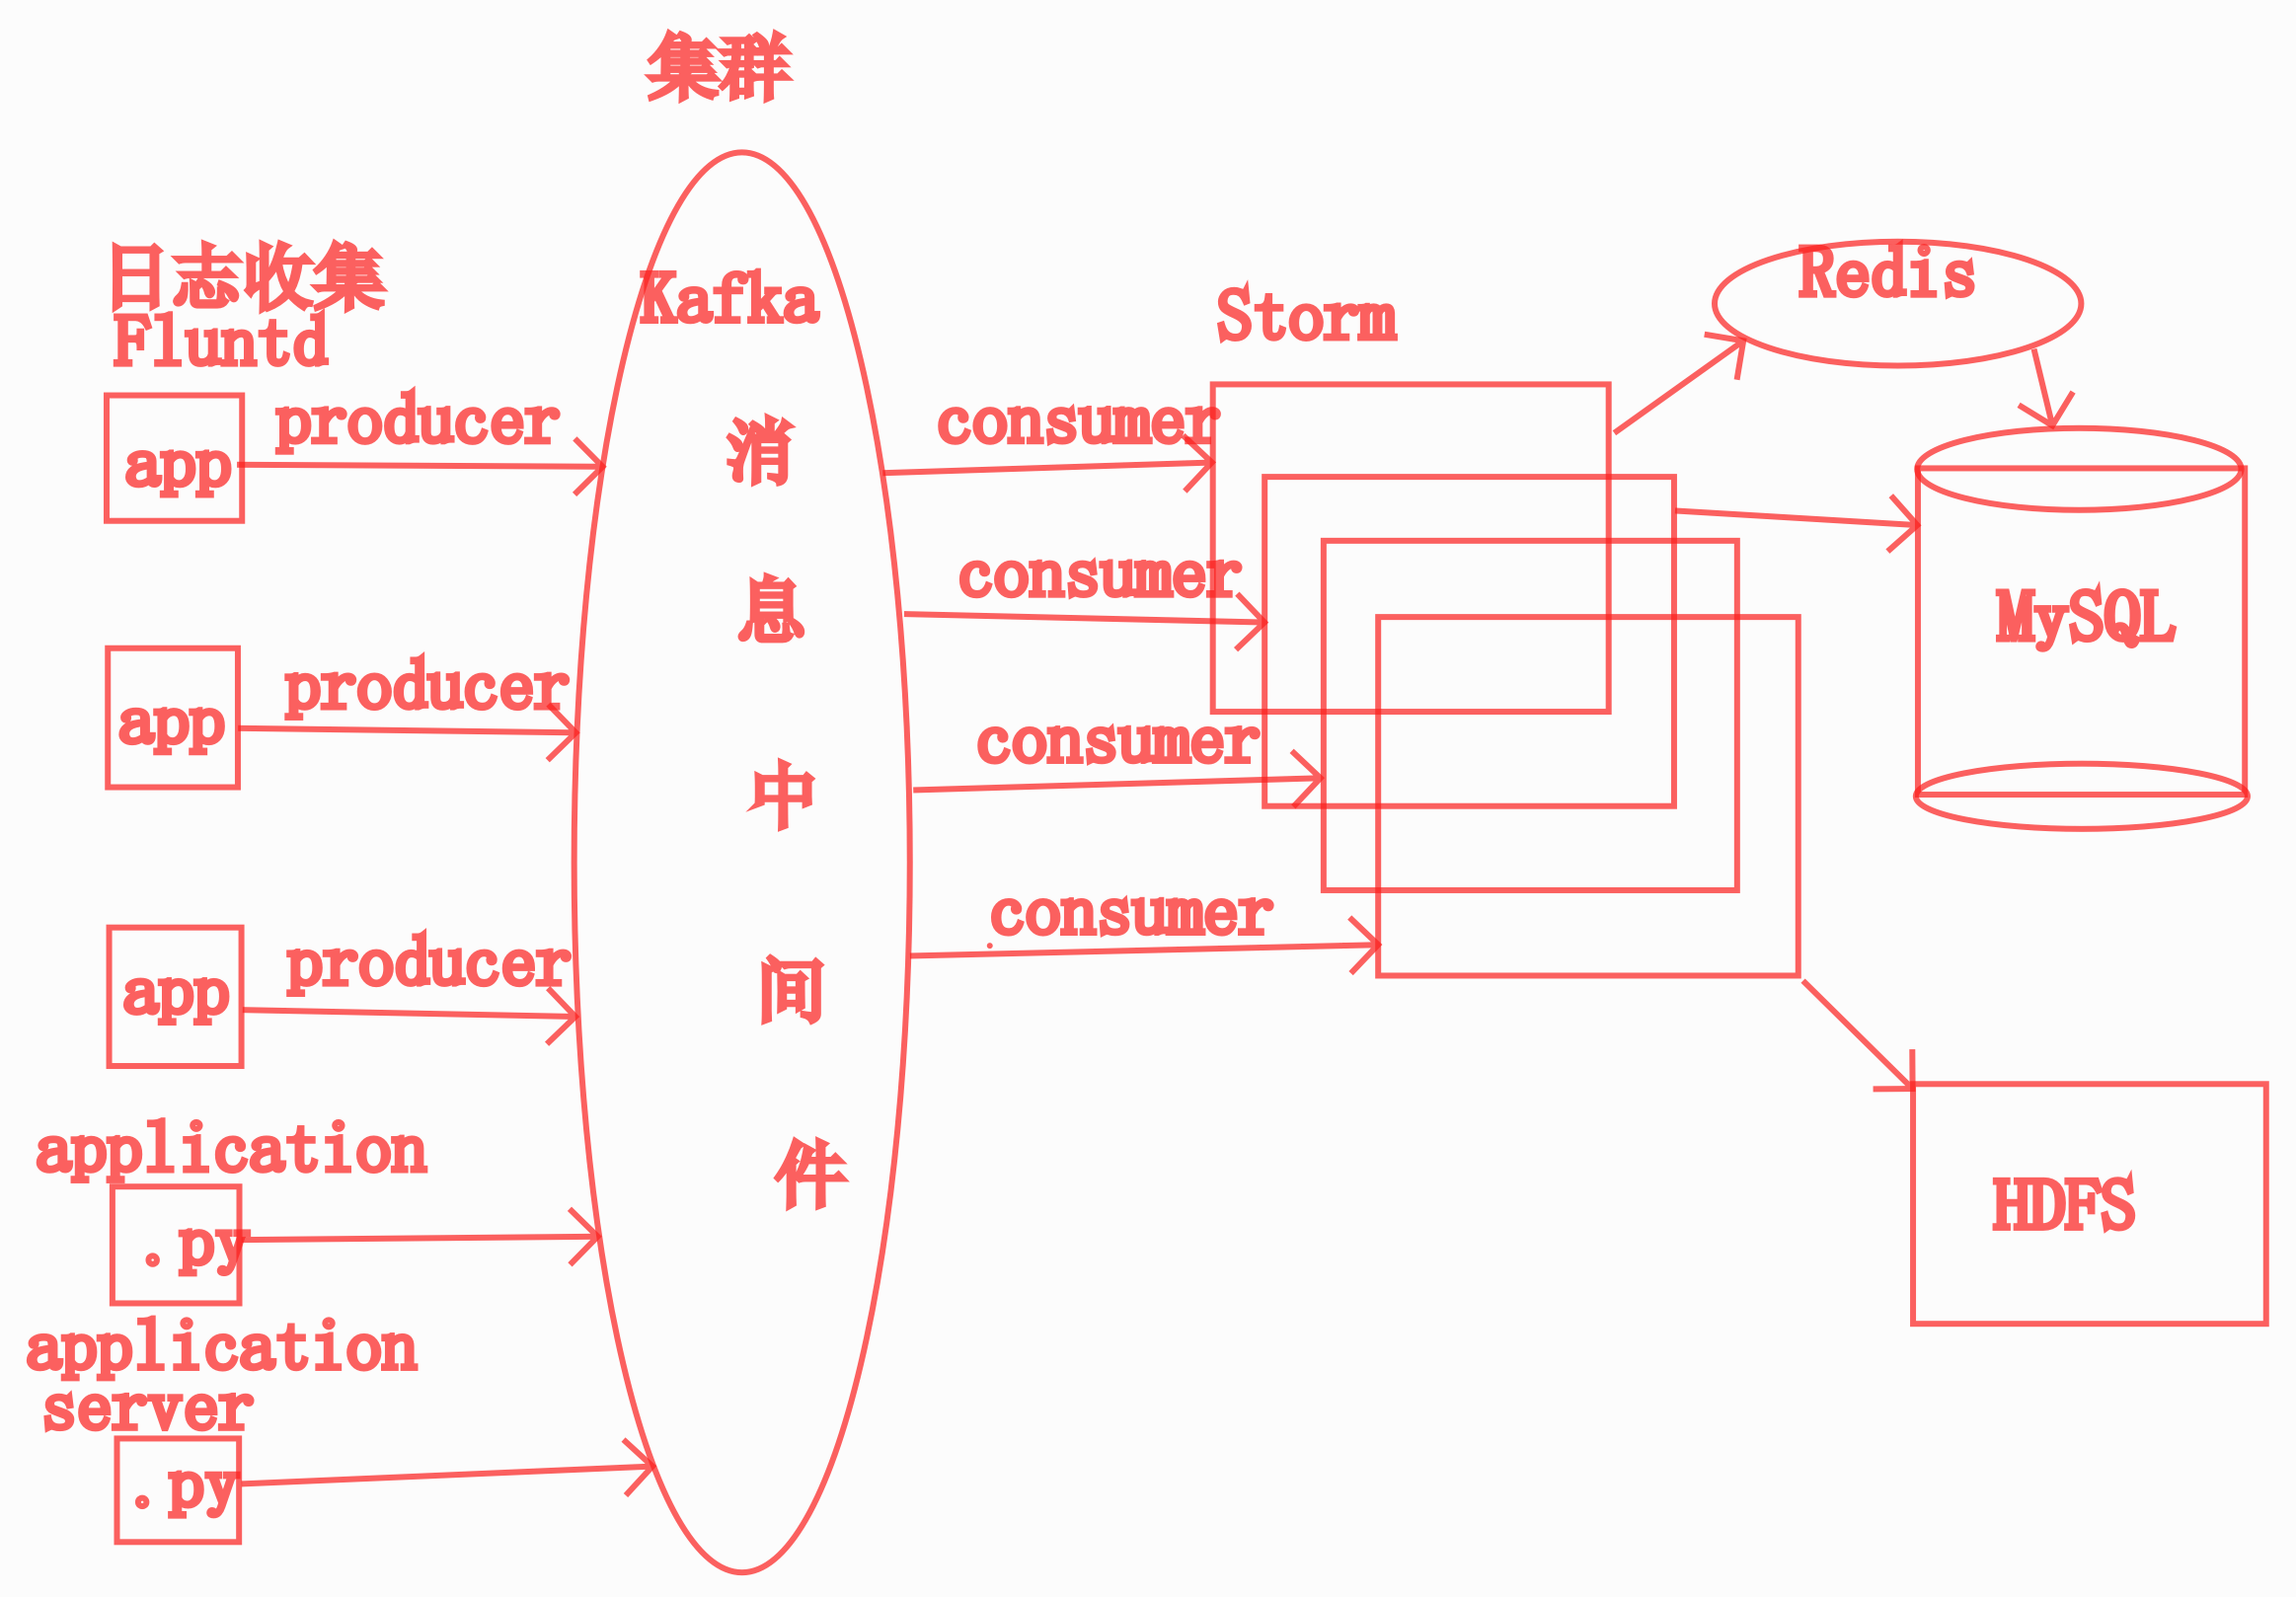 集群
日志收集
Fluntd
app
producer
app
producer
app
producer
application
.py
application
server
.py
Kafka
消
息
中
间
件
consumer
consumer
consumer
consumer
Storm
Redis
MySQL
HDFS